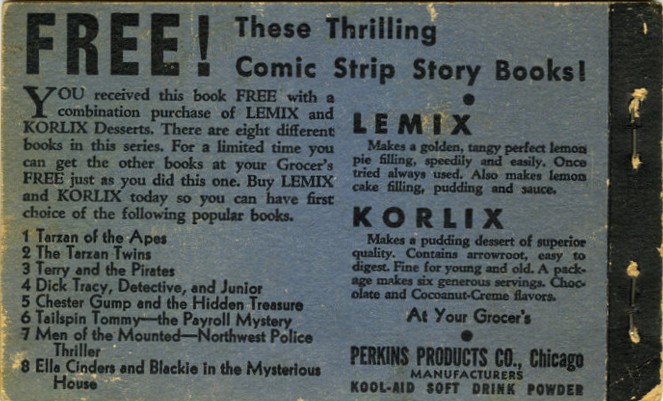 FREE! These Thrilling
Comic Strip Story Books!
YOU received this book FREE with a
combination purchase of LEMIX and
KORLIX Desserts. There are eight different
books in this series. For a limited time you
can get the other books at your Grocer's
FREE just as you did this one. Buy LEMIX
and KORLIX today so you can have first
choice of the following popular books.
1 Tarzan of the Apes
2 The Tarzan Twins
3 Terry and the Pirates
4 Dick Tracy, Detective, and Junior
5 Chester Gump and the Hidden Treasure
6 Tailspin Tommy—the Payroll Mystery
7 Men of the Mounted—Northwest Police
Thriller
8 Ella Cinders and Blackie in the Mysterious
House
LEMIX
Makes a golden, tangy perfect lemon
pie filling, speedily and easily. Once
tried always used. Also makes lemon
cake filling, pudding and sauce.
KORLIX
Makes a pudding dessert of superior
quality. Contains arrowroot, easy to
digest. Fine for young and old. A pack-
age makes six generous servings. Choc-
olate and Cocoanut-Creme flavors.
At Your Grocer's
PERKINS PRODUCTS CO., Chicago
MANUFACTURERS
KOOL-AID SOFT DRINK POWDER